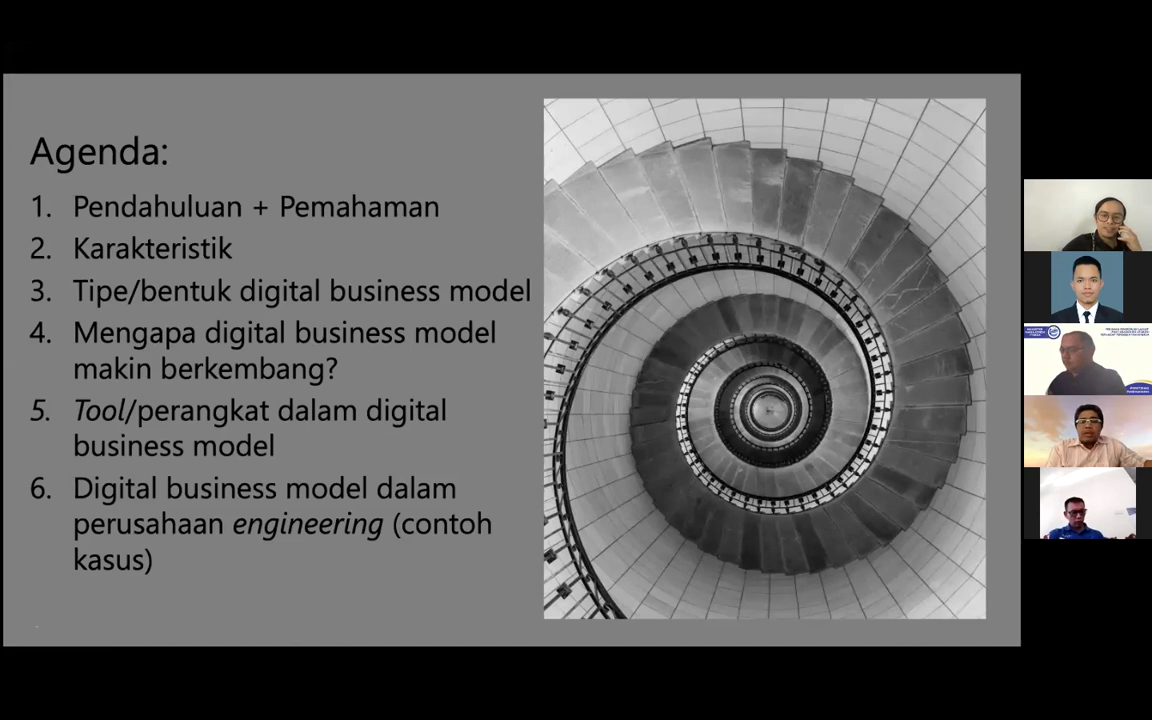 Agenda:
1. Pendahuluan + Pemahaman
2. Karakteristik
3. Tipe/bentuk digital business model
4. Mengapa digital business model
makin berkembang?
5. Tool/perangkat dalam digital
business model
6. Digital business model dalam
perusahaan engineering (contoh
kasus)